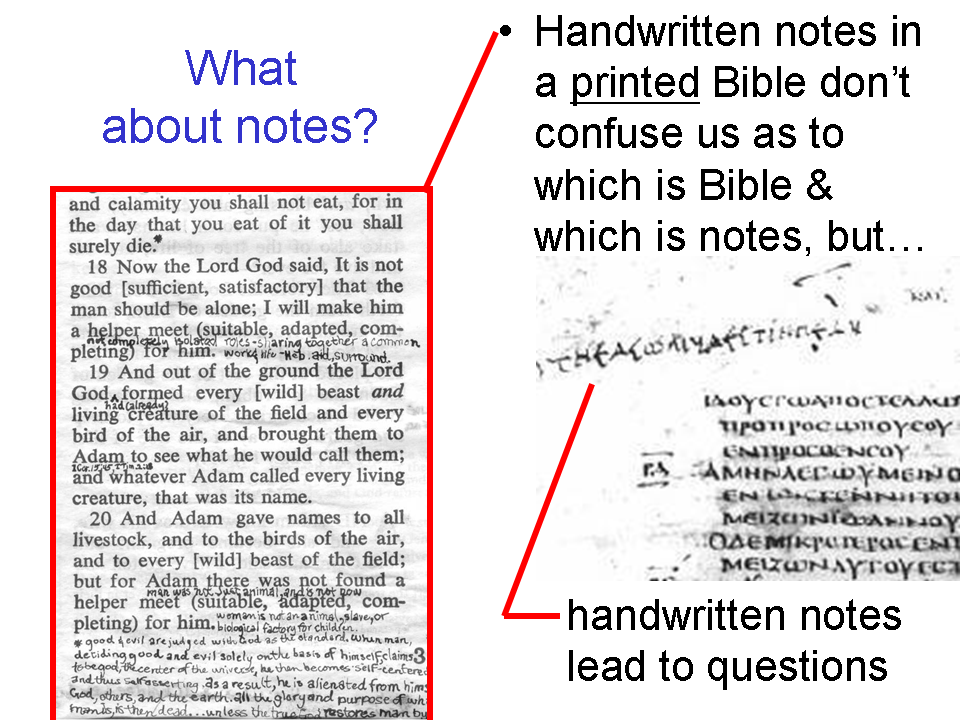 What
about notes?
• Handwritten notes in
a printed Bible don't
confuse us as to
which is Bible &
which is notes, but…
and calamity you shall not eat, for in
the day that you eat of it you shall
surely die.*
18 Now the Lord God said, It is not
good [sufficient, satisfactory] that the
man should be alone; I will make him
a helper meet (suitable, adapted, com-
not completely isolated roles-sharing together a common
pleting) for him. work, life - Heb. aid, surround.
19 And out of the ground the Lord
God ^ formed every [wild] beast and
had (already)
living creature of the field and every
bird of the air, and brought them to
Adam to see what he would call them;
and whatever Adam called every living
creature, that was its name.
20 And Adam gave names to all
livestock, and to the birds of the air,
and to every [wild] beast of the field;
but for Adam there was not found a
man was not just animal, and is not now
helper meet (suitable, adapted, com-
pleting) for him. woman is not an animal, slave, or
biological factory for children.
* good & evil are judged with God as the standard. When man,
deciding good and evil solely on the basis of himself claims 3
to be god, the center of the universe, he then becomes self-centered
and thus self asserting. as a result, he is alienated from him
God, others, and the earth. all the glory and purpose of wh
man is, is then dead...unless the true God restores man by
ΙΔΟΥΕΓΩΑΠΟϹΤΕΛΛΩ
ΠΡΟΠΡΟϹΩΠΟΥϹΟΥ
ΕΝΠΡΟϹΘΕΝϹΟΥ
ΑΜΗΝΛΕΓΩΥΜΕΙΝΟ
ΜΕΙΖΩΝΙΩΑΝΝΟΥ
ΟΔΕΜΙΚΡΟΤΕΡΟϹΕΝΤ
ΜΕΙΖΩΝΑΥΤΟΥΕϹΤ
handwritten notes
lead to questions